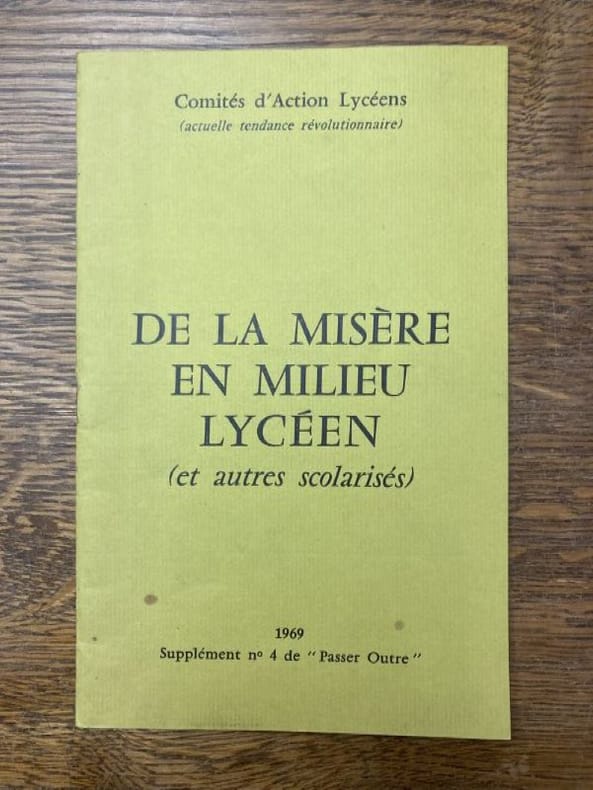 Comités d'Action Lycéens
(actuelle tendance révolutionnaire)
DE LA MISÈRE
EN MILIEU
LYCÉEN
(et autres scolarisés)
1969
Supplément nº 4 de "Passer Outre"